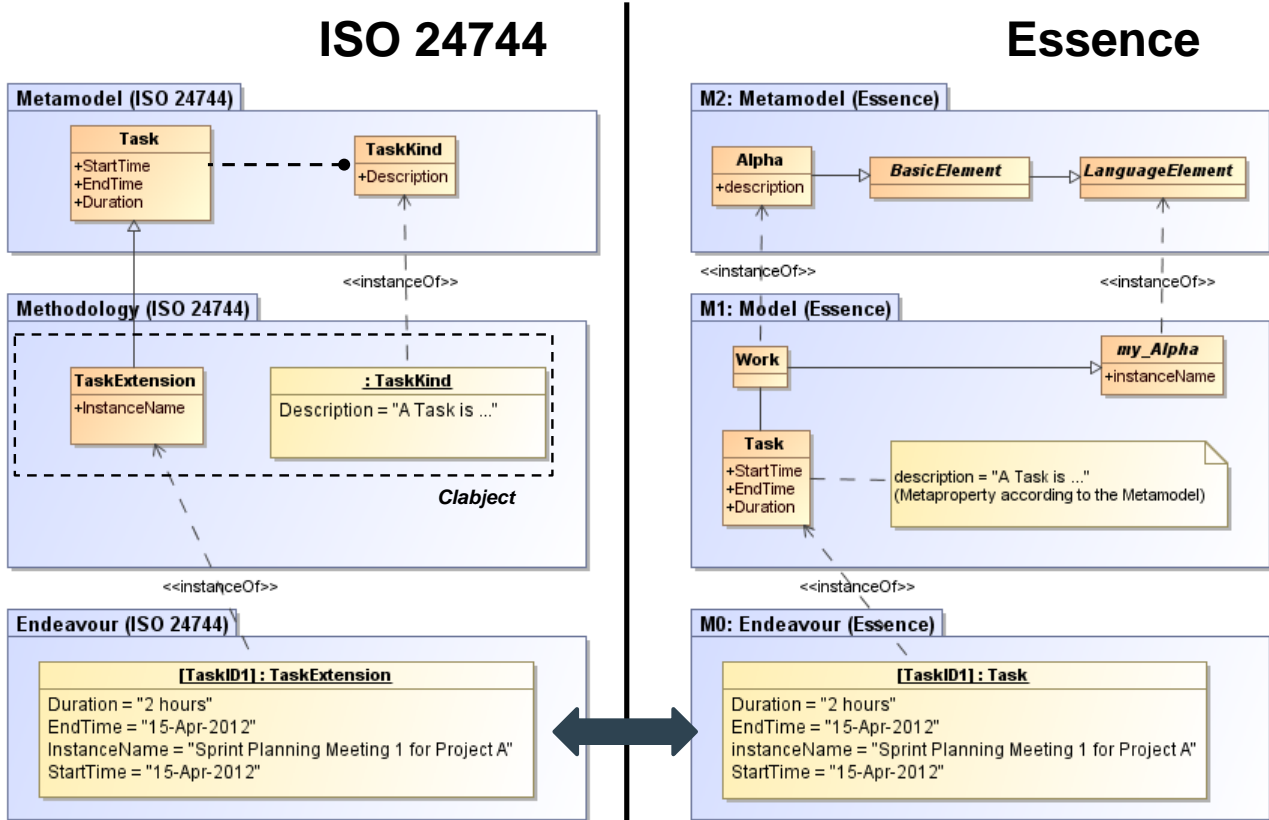 ISO 24744
Metamodel (ISO 24744)
Task
+StartTime
+EndTime
+Duration
TaskKind
+Description
<<instanceOf>>
Methodology (ISO 24744)
TaskExtension
+InstanceName
: TaskKind
Description = "A Task is ..."
Clabject
<<instanceOf>>
Endeavour (ISO 24744)
[TaskID1] : TaskExtension
Duration = "2 hours"
EndTime = "15-Apr-2012"
InstanceName = "Sprint Planning Meeting 1 for Project A"
StartTime = "15-Apr-2012"
Essence
M2: Metamodel (Essence)
Alpha
+description
BasicElement
LanguageElement
<<instanceOf>>
<<instanceOf>>
M1: Model (Essence)
Work
my_Alpha
+instanceName
Task
+StartTime
+EndTime
+Duration
description = "A Task is ..."
(Metaproperty according to the Metamodel)
<<instanceOf>>
M0: Endeavour (Essence)
[TaskID1] : Task
Duration = "2 hours"
EndTime = "15-Apr-2012"
instanceName = "Sprint Planning Meeting 1 for Project A"
StartTime = "15-Apr-2012"